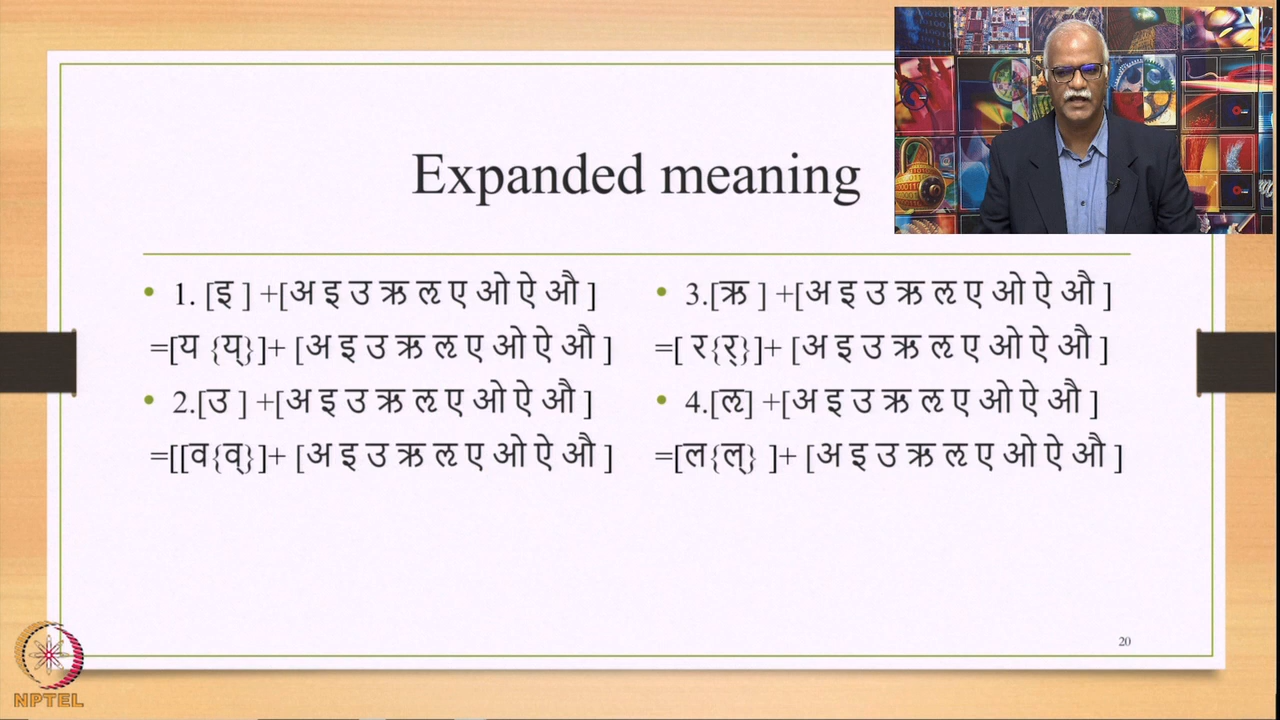 Expanded meaning
• 1. [इ ] +[अ इ उ ऋ ऌ ए ओ ऐ औ ]
=[य {य्}]+ [अ इ उ ऋ ऌ ए ओ ऐ औ ]
• 2.[उ ] +[अ इ उ ऋ ऌ ए ओ ऐ औ ]
=[[व{व्}]+ [अ इ उ ऋ ऌ ए ओ ऐ औ ]
• 3.[ऋ ] +[अ इ उ ऋ ऌ ए ओ ऐ औ ]
=[ र{र्}]+ [अ इ उ ऋ ऌ ए ओ ऐ औ ]
• 4.[ऌ] +[अ इ उ ऋ ऌ ए ओ ऐ औ ]
=[ल{ल्} ]+ [अ इ उ ऋ ऌ ए ओ ऐ औ ]
20
NPTEL